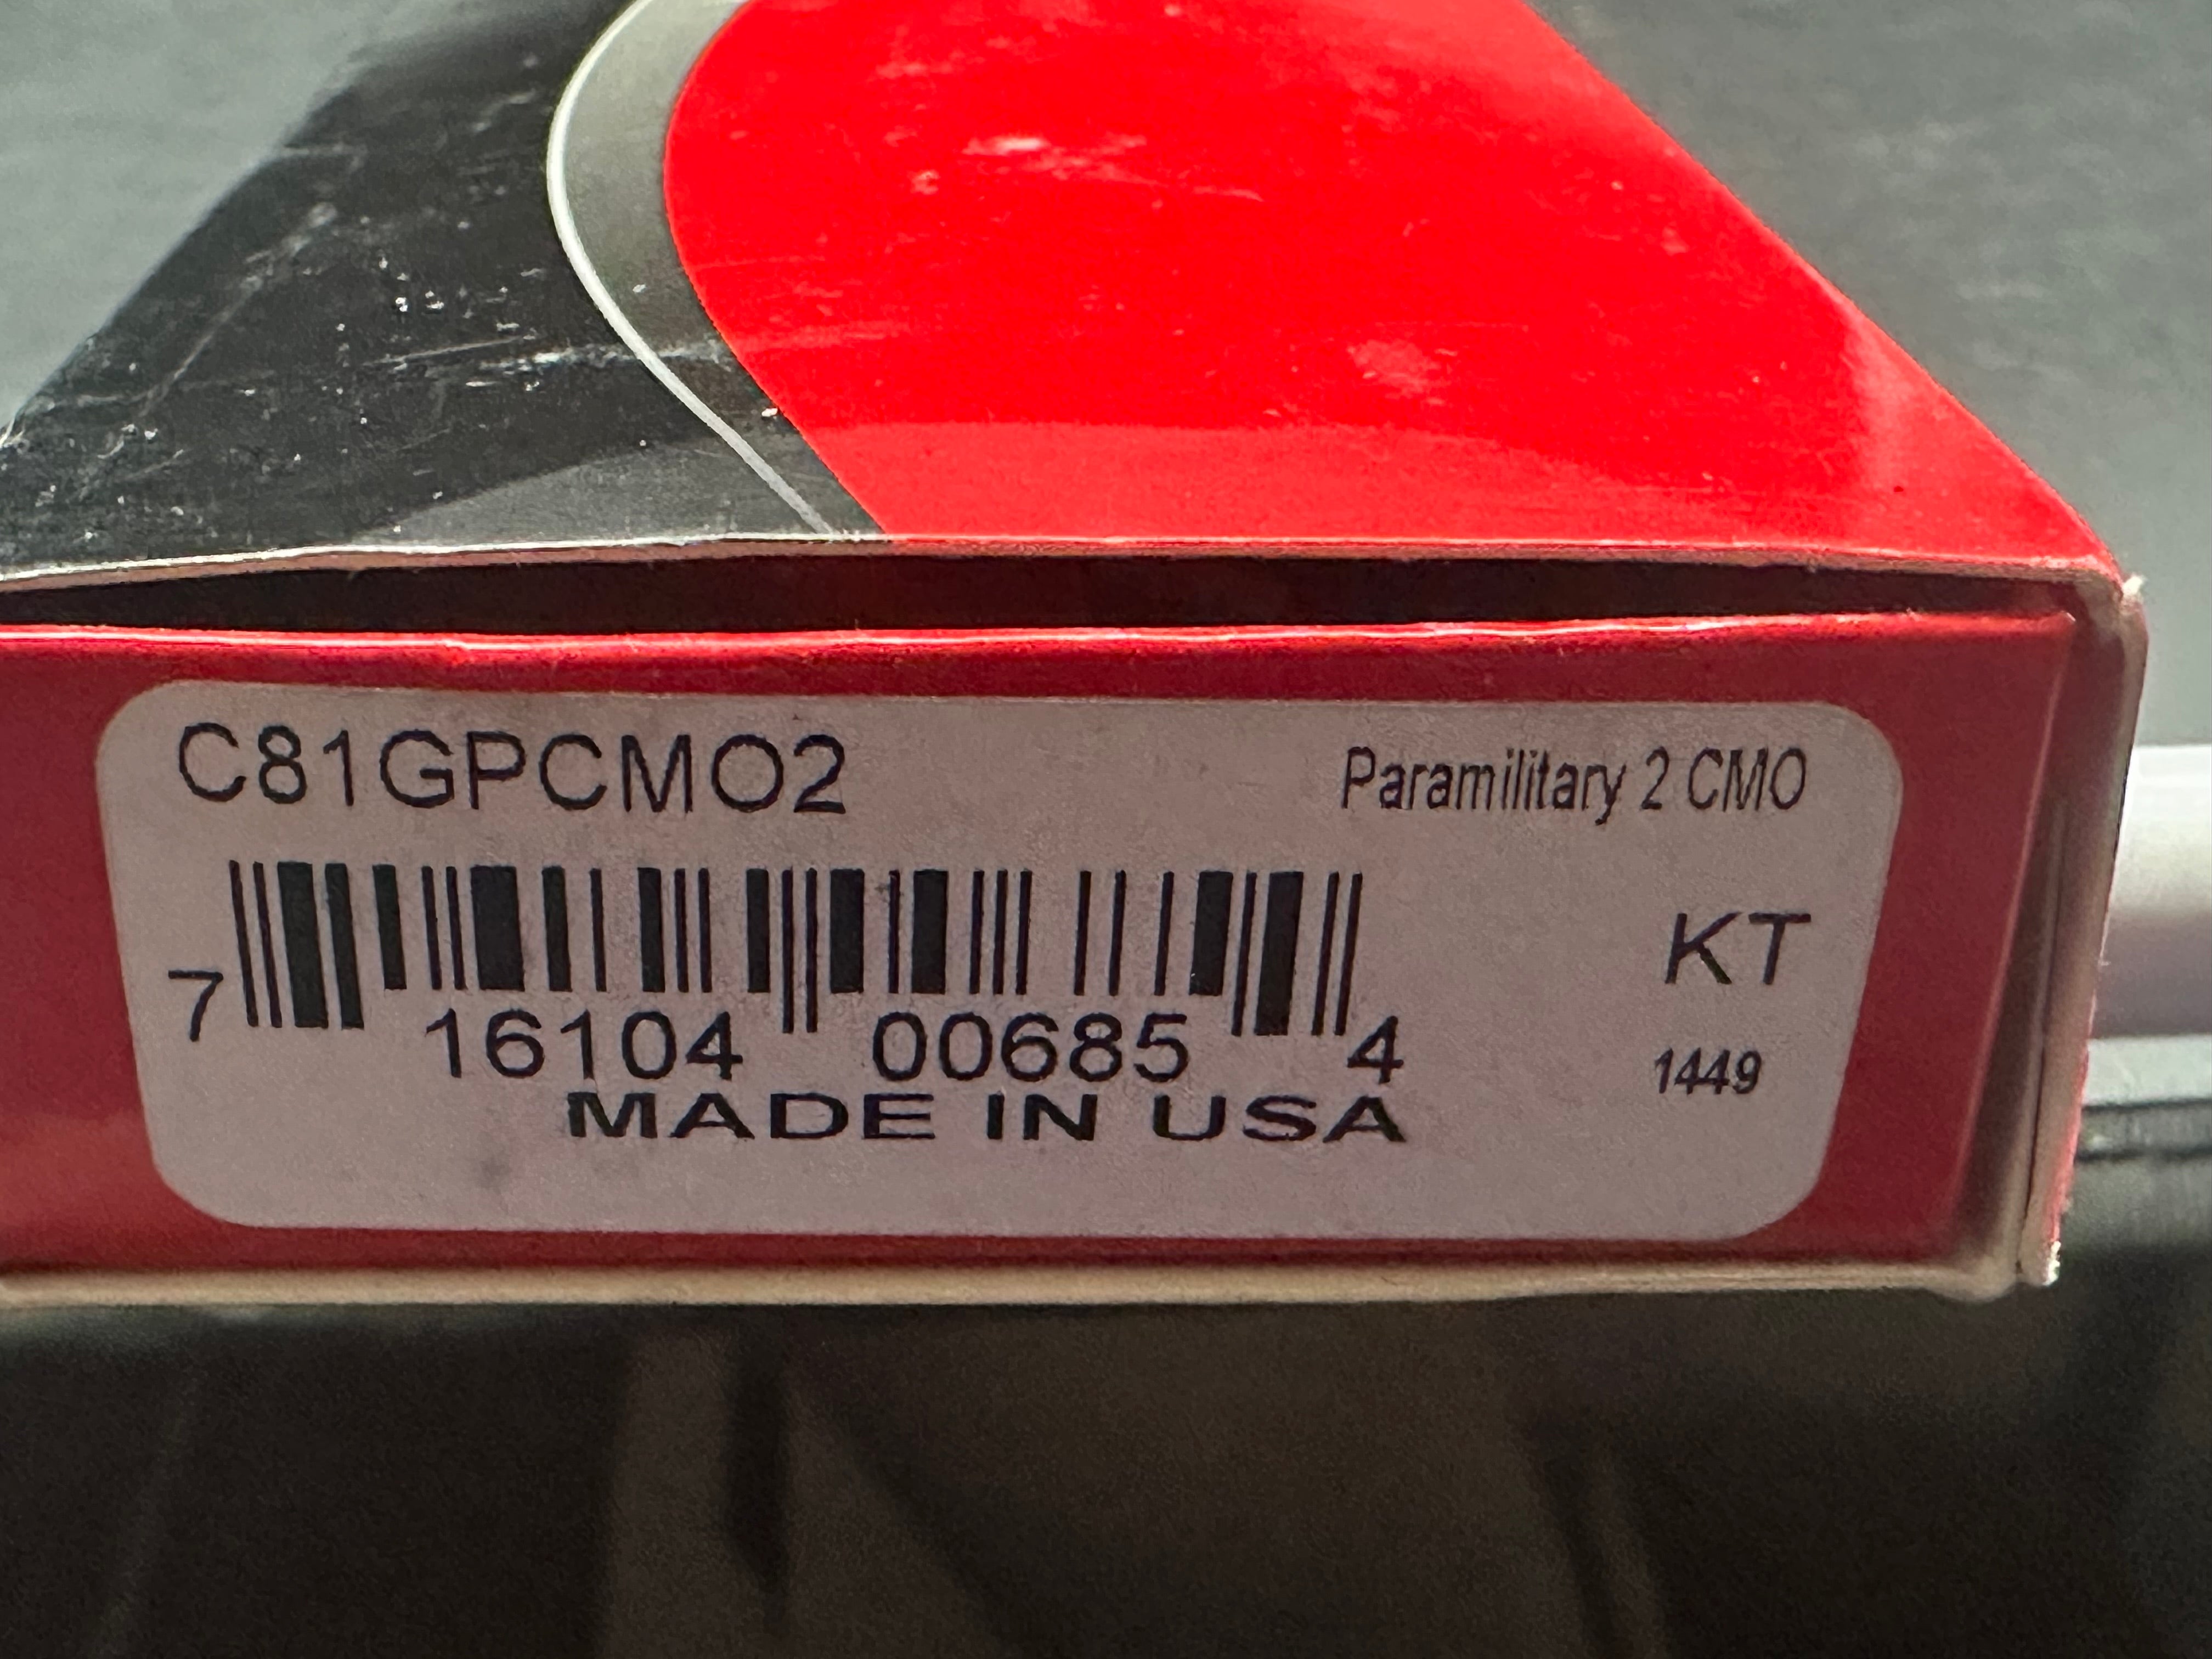 C81GPCMO2 Paramilitary 2 CMO
KT
7 16104 00685 4
1449
MADE IN USA